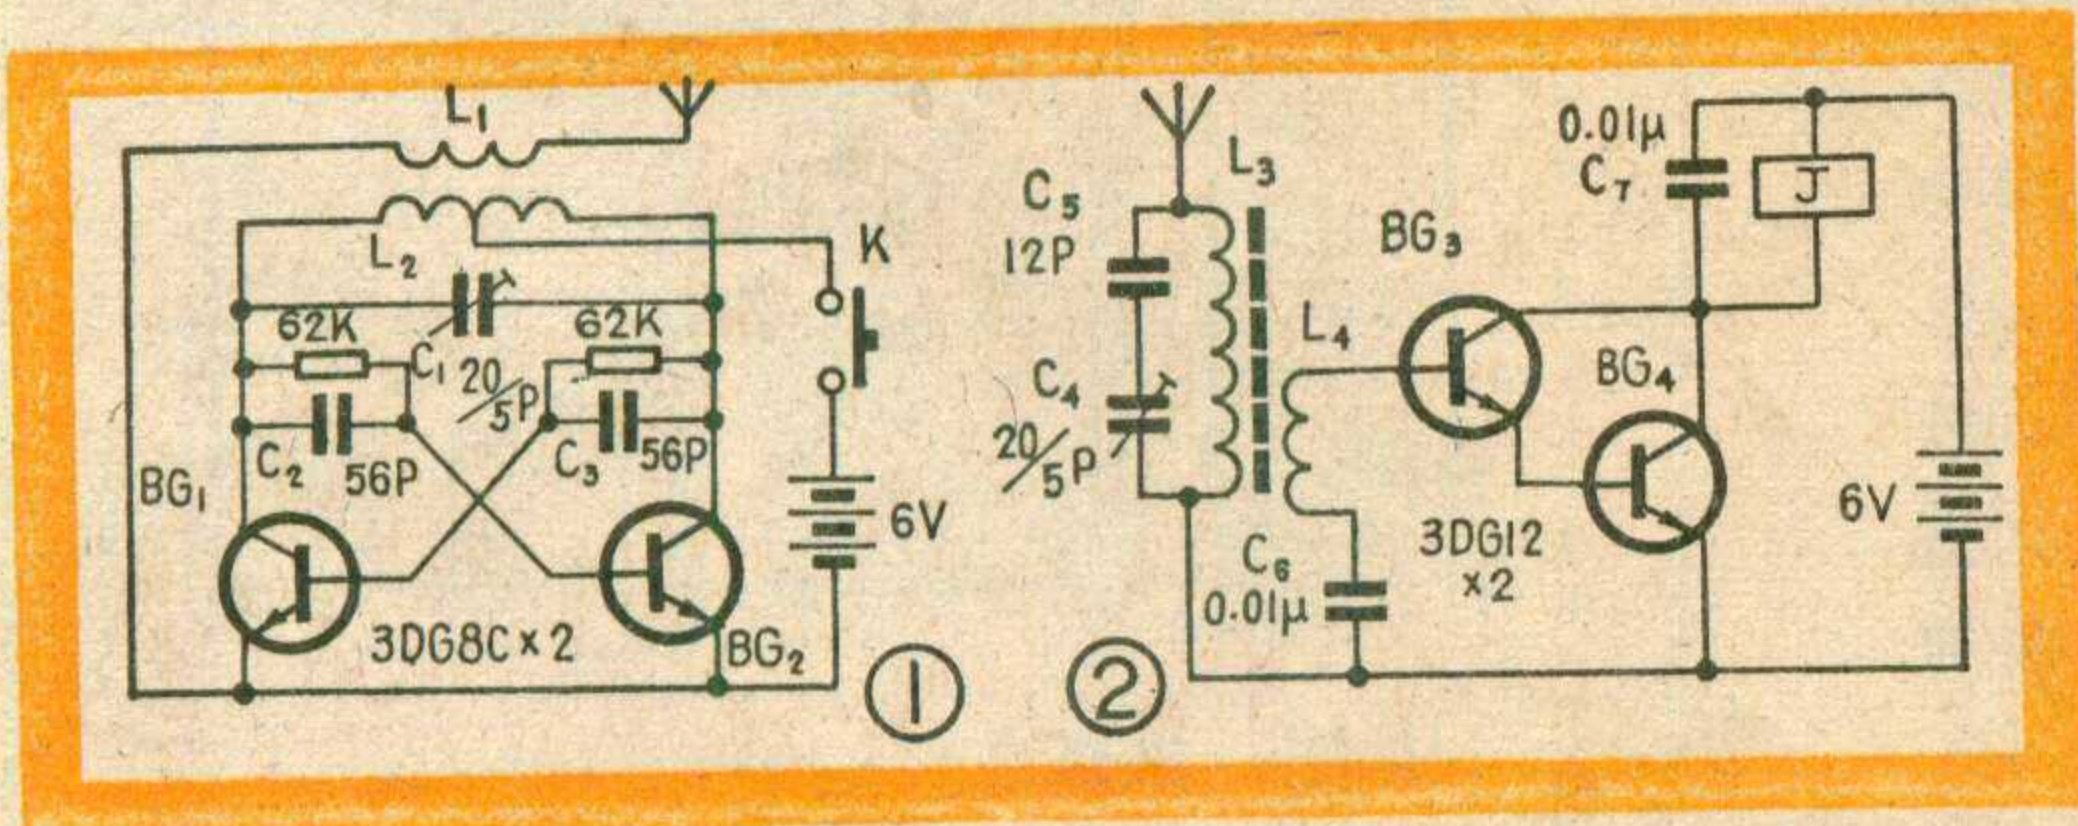 L₁
L₂
K
62K
C₁
20/5P
62K
C₂
56P
C₃
56P
BG₁
6V
3DG8C×2
BG₂
①
L₃
C₅
12P
C₄
20/5P
L₄
C₆
0.01μ
BG₃
0.01μ
C₇
J
BG₄
3DG12
×2
6V
②